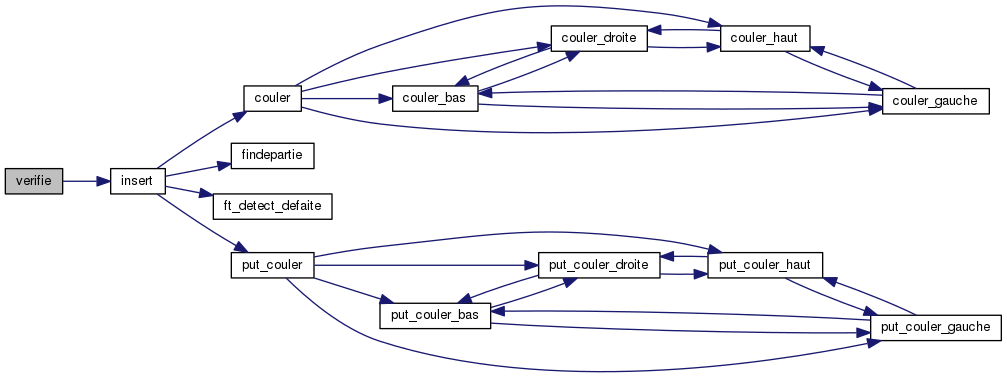 couler_droite
couler_haut
couler
couler_bas
couler_gauche
findepartie
verifie
insert
ft_detect_defaite
put_couler
put_couler_droite
put_couler_haut
put_couler_bas
put_couler_gauche